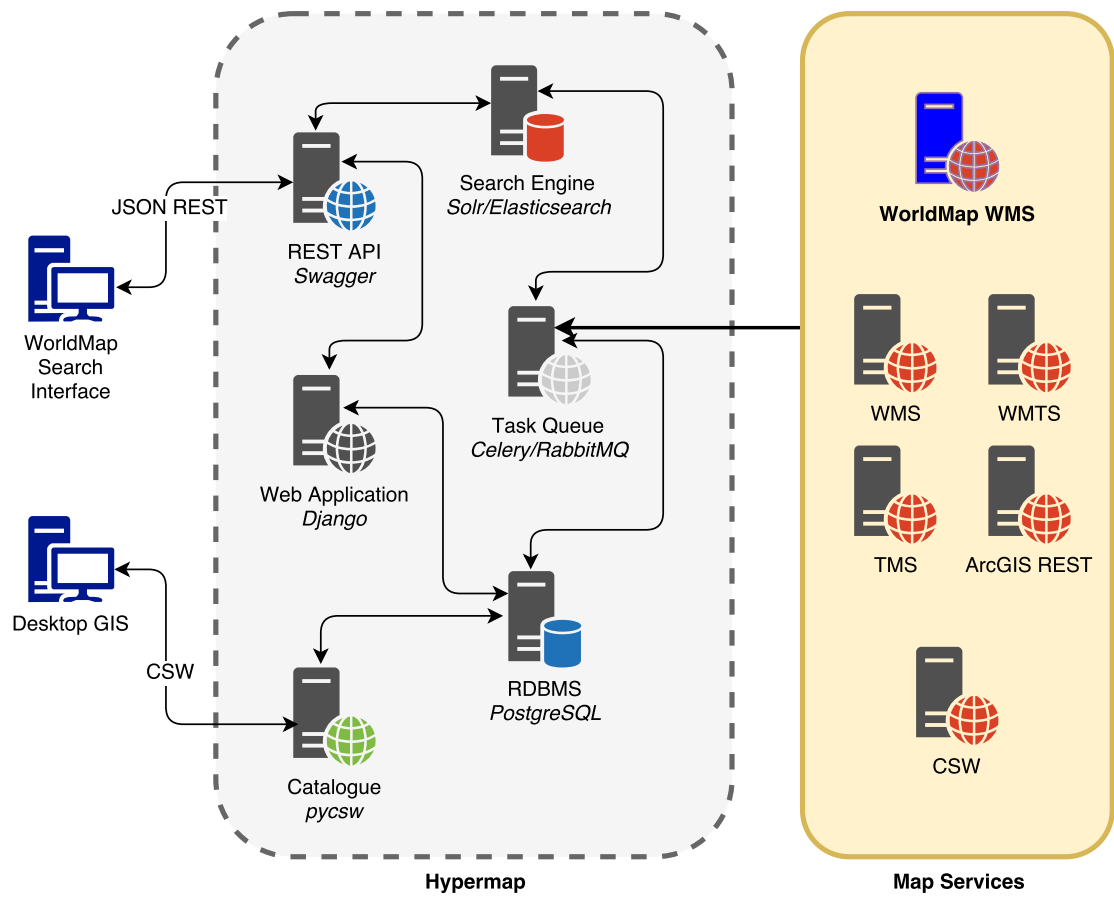 Search Engine
Solr/Elasticsearch
JSON REST
REST API
Swagger
WorldMap
Search
Interface
Task Queue
Celery/RabbitMQ
Web Application
Django
Desktop GIS
CSW
RDBMS
PostgreSQL
Catalogue
pycsw
Hypermap
WorldMap WMS
WMS
WMTS
TMS
ArcGIS REST
CSW
Map Services